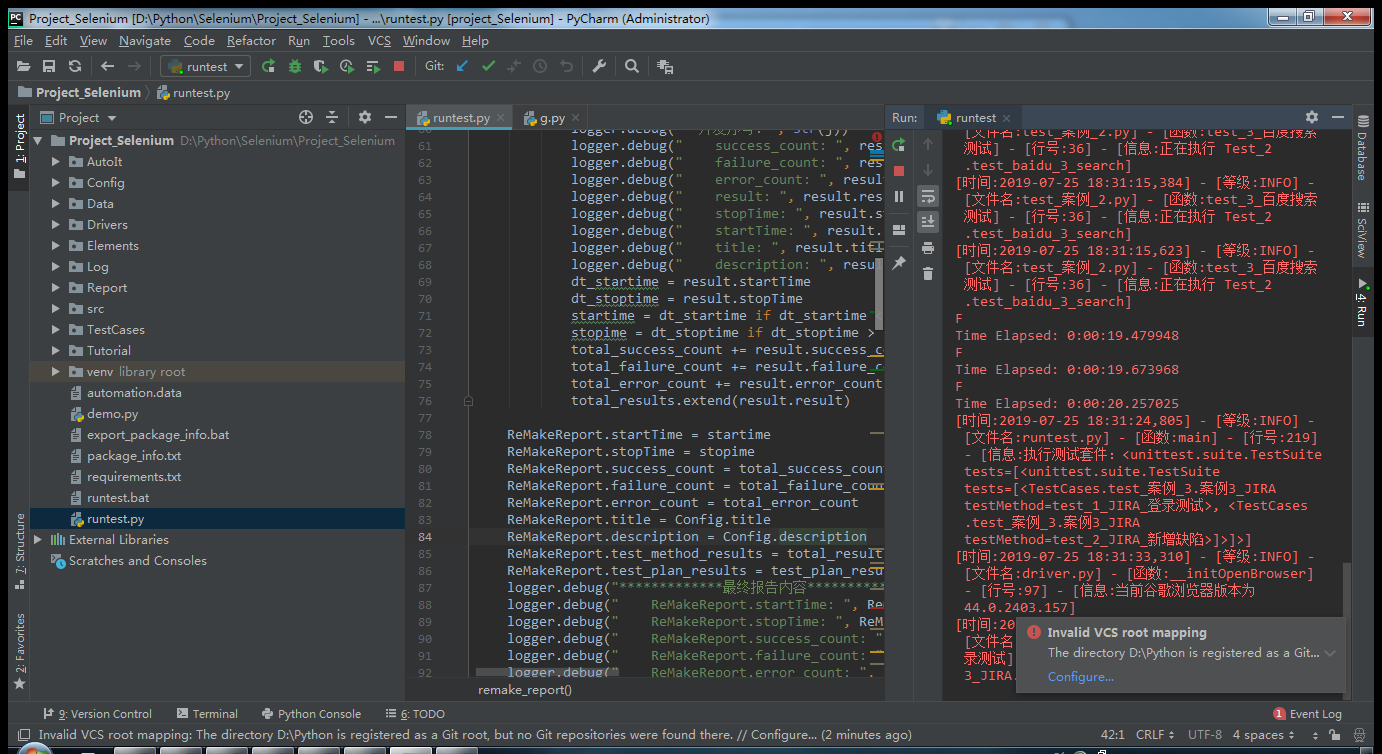 Project_Selenium [D:\Python\Selenium\Project_Selenium] - ...\runtest.py [project_Selenium] - PyCharm (Administrator)
File Edit View Navigate Code Refactor Run Tools VCS Window Help
runtest Git:
Project_Selenium runtest.py
1: Project
7: Structure
2: Favorites
Project
Project_Selenium D:\Python\Selenium\Project_Selenium
AutoIt
Config
Data
Drivers
Elements
Log
Report
src
TestCases
Tutorial
venv library root
automation.data
demo.py
export_package_info.bat
package_info.txt
requirements.txt
runtest.bat
runtest.py
External Libraries
Scratches and Consoles
runtest.py g.py
61 logger.debug("    success_count: ", res
62 logger.debug("    failure_count: ", res
63 logger.debug("    error_count: ", result
64 logger.debug("    result: ", result.res
65 logger.debug("    stopTime: ", result.s
66 logger.debug("    startTime: ", result.
67 logger.debug("    title: ", result.titl
68 logger.debug("    description: ", resul
69 dt_startime = result.startTime
70 dt_stoptime = result.stopTime
71 startime = dt_startime if dt_startime <
72 stopime = dt_stoptime if dt_stoptime >
73 total_success_count += result.success_co
74 total_failure_count += result.failure_c
75 total_error_count += result.error_count
76 total_results.extend(result.result)
77
78 ReMakeReport.startTime = startime
79 ReMakeReport.stopTime = stopime
80 ReMakeReport.success_count = total_success_coun
81 ReMakeReport.failure_count = total_failure_coun
82 ReMakeReport.error_count = total_error_count
83 ReMakeReport.title = Config.title
84 ReMakeReport.description = Config.description
85 ReMakeReport.test_method_results = total_result
86 ReMakeReport.test_plan_results = test_plan_resu
87 logger.debug("*************最终报告内容**********
88 logger.debug("    ReMakeReport.startTime: ", Re
89 logger.debug("    ReMakeReport.stopTime: ", ReM
90 logger.debug("    ReMakeReport.success_count: "
91 logger.debug("    ReMakeReport.failure_count:
92 logger.debug("    ReMakeReport.error_count: ",
remake_report()
Run: runtest
[文件名:test_案例_2.py] - [函数:test_3_百度搜索
测试] - [行号:36] - [信息:正在执行 Test_2
.test_baidu_3_search]
[时间:2019-07-25 18:31:15,384] - [等级:INFO] -
[文件名:test_案例_2.py] - [函数:test_3_百度搜索
测试] - [行号:36] - [信息:正在执行 Test_2
.test_baidu_3_search]
[时间:2019-07-25 18:31:15,623] - [等级:INFO] -
[文件名:test_案例_2.py] - [函数:test_3_百度搜索
测试] - [行号:36] - [信息:正在执行 Test_2
.test_baidu_3_search]
F
Time Elapsed: 0:00:19.479948
F
Time Elapsed: 0:00:19.673968
F
Time Elapsed: 0:00:20.257025
[时间:2019-07-25 18:31:24,805] - [等级:INFO] -
[文件名:runtest.py] - [函数:main] - [行号:219]
- [信息:执行测试套件: <unittest.suite.TestSuite
tests=[<unittest.suite.TestSuite
tests=[<TestCases.test_案例_3.案例3_JIRA
testMethod=test_1_JIRA_登录测试>, <TestCases
.test_案例_3.案例3_JIRA
testMethod=test_2_JIRA_新增缺陷>]>]>]
[时间:2019-07-25 18:31:33,310] - [等级:INFO] -
[文件名:driver.py] - [函数:__initOpenBrowser]
- [行号:97] - [信息:当前谷歌浏览器版本为
44.0.2403.157]
[时间:20
[文件名
录测试]
3_JIRA.
Invalid VCS root mapping
The directory D:\Python is registered as a Git...
Configure...
Database
SciView
4: Run
9: Version Control Terminal Python Console 6: TODO 1 Event Log
Invalid VCS root mapping: The directory D:\Python is registered as a Git root, but no Git repositories were found there. // Configure... (2 minutes ago) 42:1 CRLF UTF-8 4 spaces